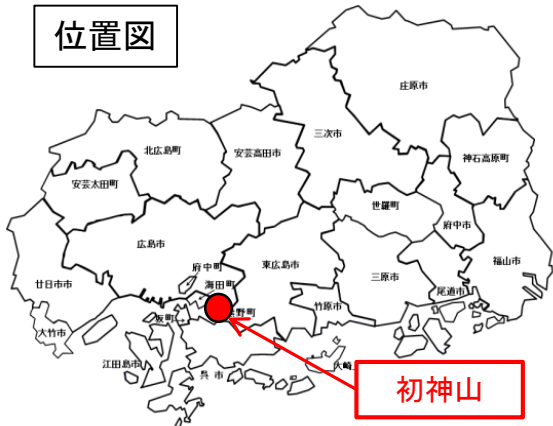 位置図
庄原市
三次市
北広島町
安芸高田市
神石高原町
安芸太田町
世羅町
府中市
広島市
府中町
東広島市
福山市
三原市
海田町
廿日市市
尾道市
竹原市
坂町
熊野町
大竹市
江田島市
呉市
大崎
初神山